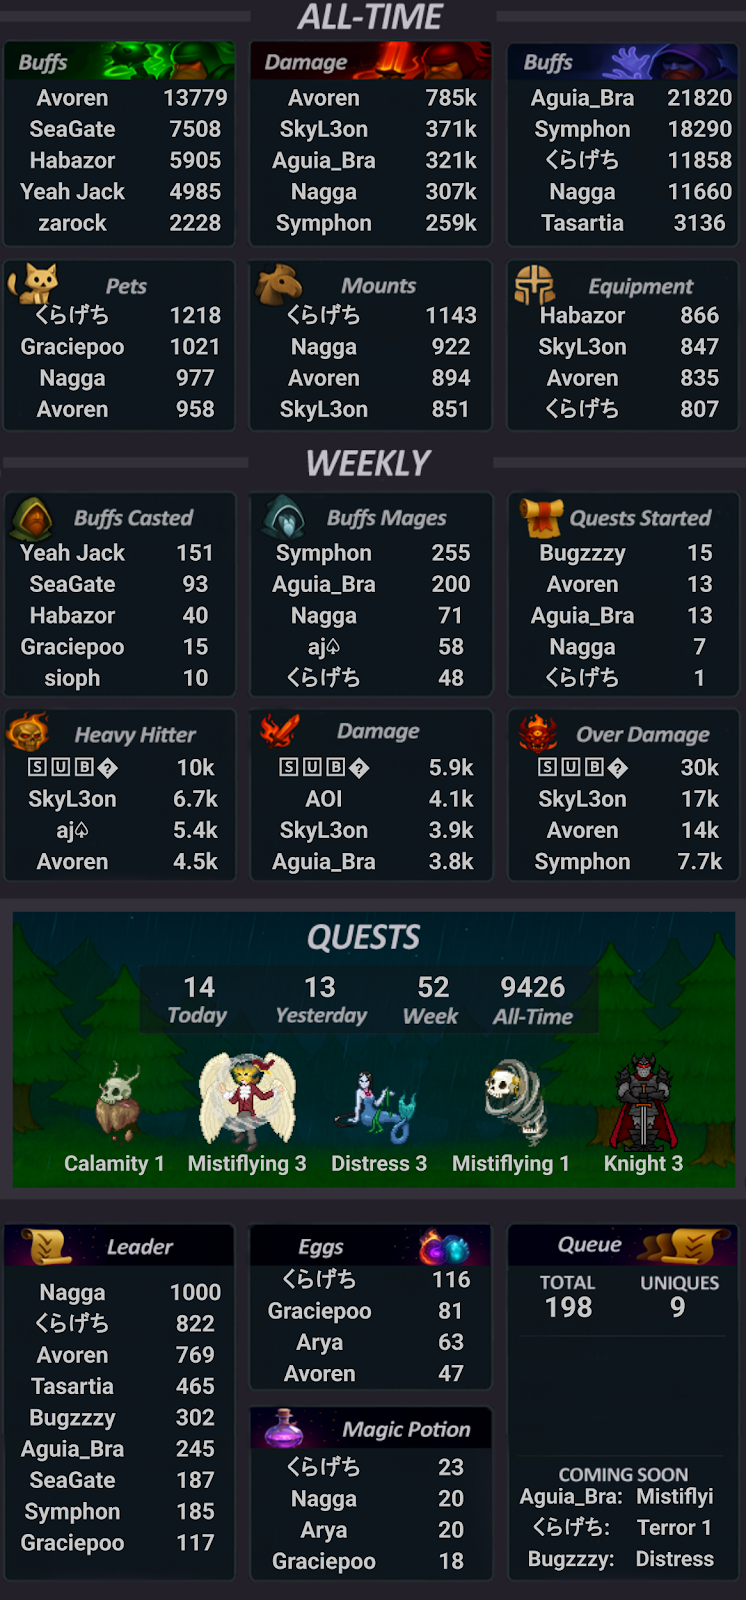 ALL-TIME
Buffs
Avoren 13779
SeaGate 7508
Habazor 5905
Yeah Jack 4985
zarock 2228
Damage
Avoren 785k
SkyL3on 371k
Aguia_Bra 321k
Nagga 307k
Symphon 259k
Buffs
Aguia_Bra 21820
Symphon 18290
くらげち 11858
Nagga 11660
Tasartia 3136
Pets
くらげち 1218
Graciepoo 1021
Nagga 977
Avoren 958
Mounts
くらげち 1143
Nagga 922
Avoren 894
SkyL3on 851
Equipment
Habazor 866
SkyL3on 847
Avoren 835
くらげち 807
WEEKLY
Buffs Casted
Yeah Jack 151
SeaGate 93
Habazor 40
Graciepoo 15
sioph 10
Buffs Mages
Symphon 255
Aguia_Bra 200
Nagga 71
aj♤ 58
くらげち 48
Quests Started
Bugzzzy 15
Avoren 13
Aguia_Bra 13
Nagga 7
くらげち 1
Heavy Hitter
🅂🅄🄱� 10k
SkyL3on 6.7k
aj♤ 5.4k
Avoren 4.5k
Damage
🅂🅄🄱� 5.9k
AOI 4.1k
SkyL3on 3.9k
Aguia_Bra 3.8k
Over Damage
🅂🅄🄱� 30k
SkyL3on 17k
Avoren 14k
Symphon 7.7k
QUESTS
14 13 52 9426
Today Yesterday Week All-Time
Calamity 1 Mistiflying 3 Distress 3 Mistiflying 1 Knight 3
Leader
Nagga 1000
くらげち 822
Avoren 769
Tasartia 465
Bugzzzy 302
Aguia_Bra 245
SeaGate 187
Symphon 185
Graciepoo 117
Eggs
くらげち 116
Graciepoo 81
Arya 63
Avoren 47
Magic Potion
くらげち 23
Nagga 20
Arya 20
Graciepoo 18
Queue
TOTAL UNIQUES
198 9
COMING SOON
Aguia_Bra: Mistiflyi
くらげち: Terror 1
Bugzzzy: Distress